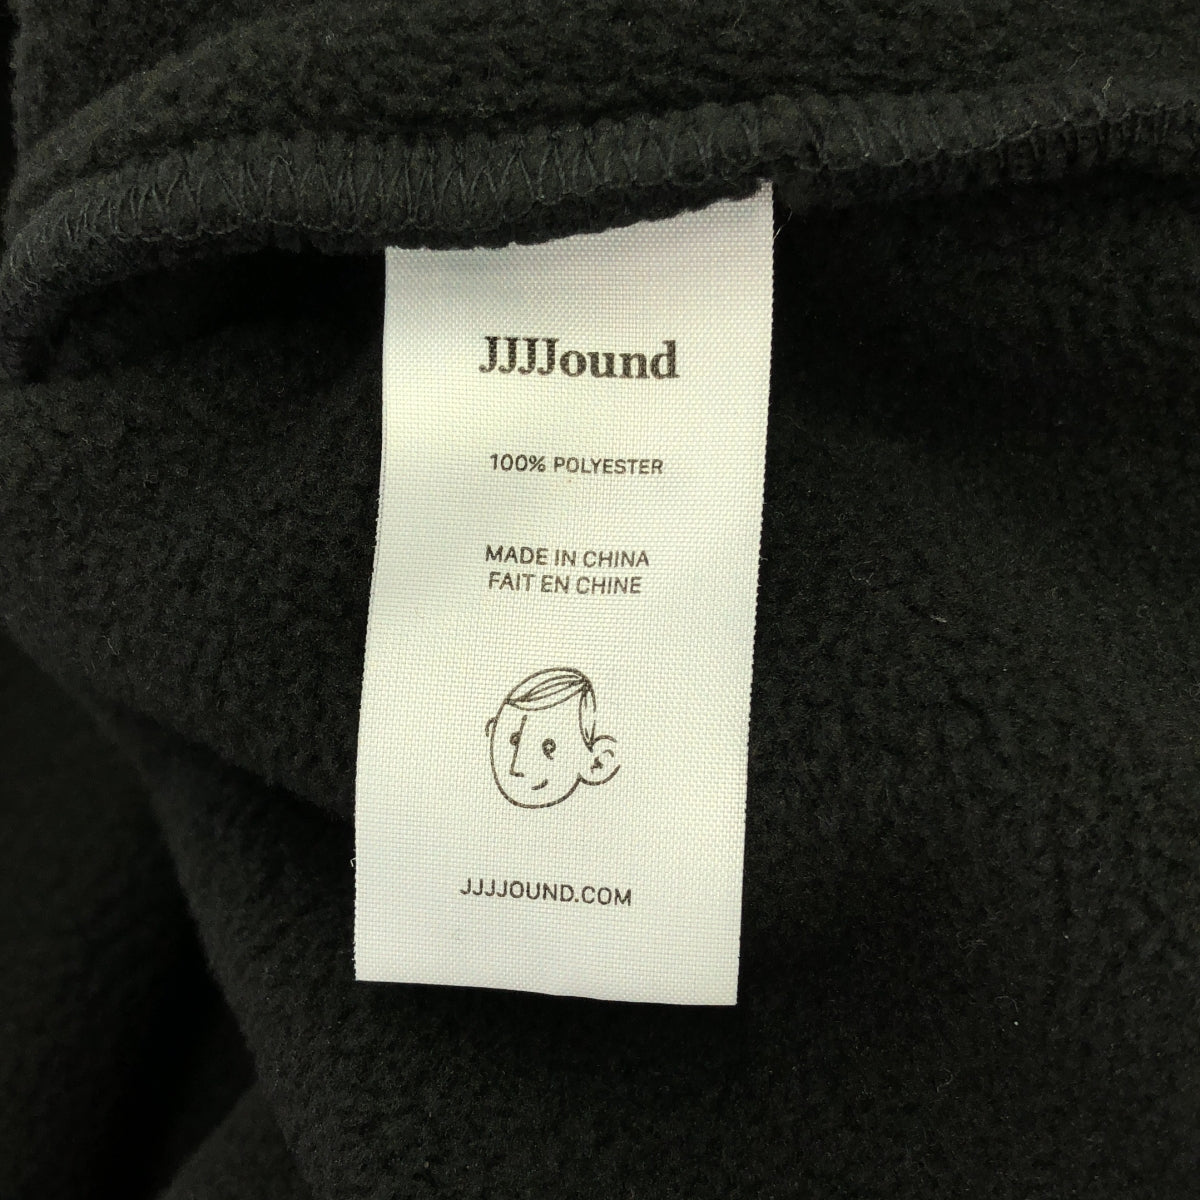 JJJJound
100% POLYESTER
MADE IN CHINA
FAIT EN CHINE
JJJJOUND.COM